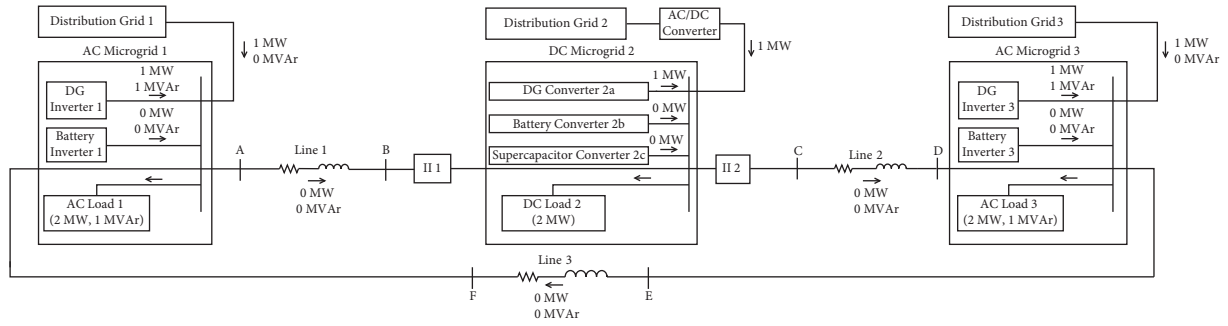 Distribution Grid 1
1 MW
0 MVAr
AC Microgrid 1
1 MW
1 MVAr
DG
Inverter 1
0 MW
0 MVAr
Battery
Inverter 1
AC Load 1
(2 MW, 1 MVAr)
A
Line 1
0 MW
0 MVAr
B
II 1
Distribution Grid 2
AC/DC
Converter
1 MW
DC Microgrid 2
1 MW
DG Converter 2a
0 MW
Battery Converter 2b
0 MW
Supercapacitor Converter 2c
DC Load 2
(2 MW)
II 2
C
Line 2
0 MW
0 MVAr
D
Distribution Grid 3
1 MW
0 MVAr
AC Microgrid 3
1 MW
1 MVAr
DG
Inverter 3
0 MW
0 MVAr
Battery
Inverter 3
AC Load 3
(2 MW, 1 MVAr)
F
Line 3
0 MW
0 MVAr
E